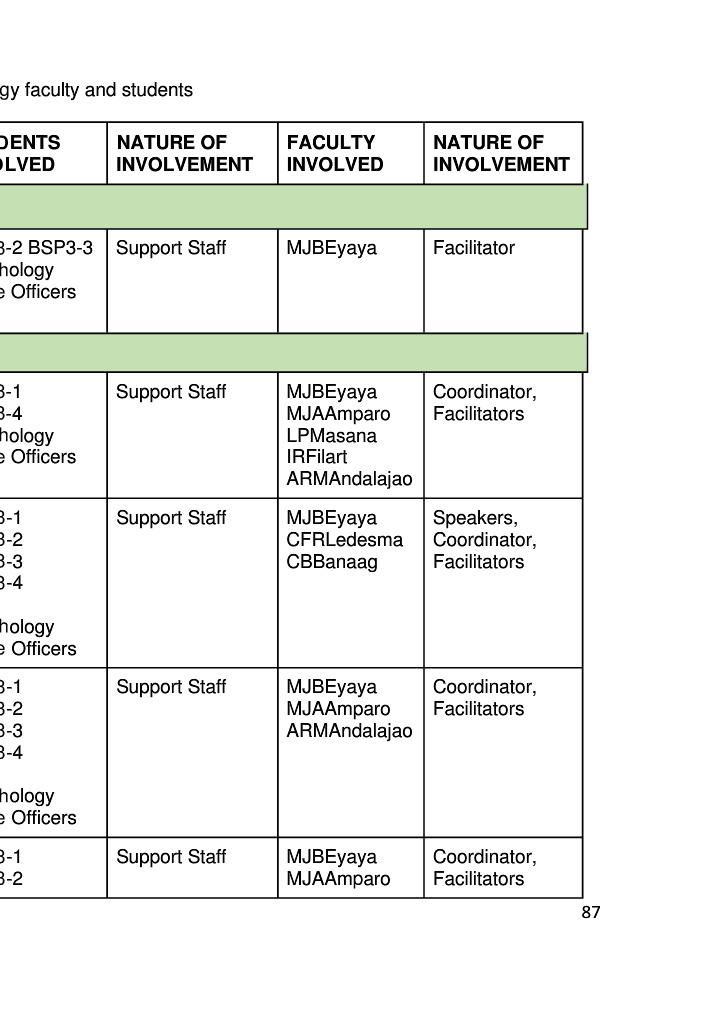 gy faculty and students
DENTS NATURE OF FACULTY NATURE OF
OLVED INVOLVEMENT INVOLVED INVOLVEMENT
3-2 BSP3-3 Support Staff MJBEyaya Facilitator
hology
e Officers
3-1 Support Staff MJBEyaya Coordinator,
3-4 MJAAmparo Facilitators
hology LPMasana
e Officers IRFilart
ARMAndalajao
3-1 Support Staff MJBEyaya Speakers,
3-2 CFRLedesma Coordinator,
3-3 CBBanaag Facilitators
3-4
hology
e Officers
3-1 Support Staff MJBEyaya Coordinator,
3-2 MJAAmparo Facilitators
3-3 ARMAndalajao
3-4
hology
e Officers
3-1 Support Staff MJBEyaya Coordinator,
3-2 MJAAmparo Facilitators
87